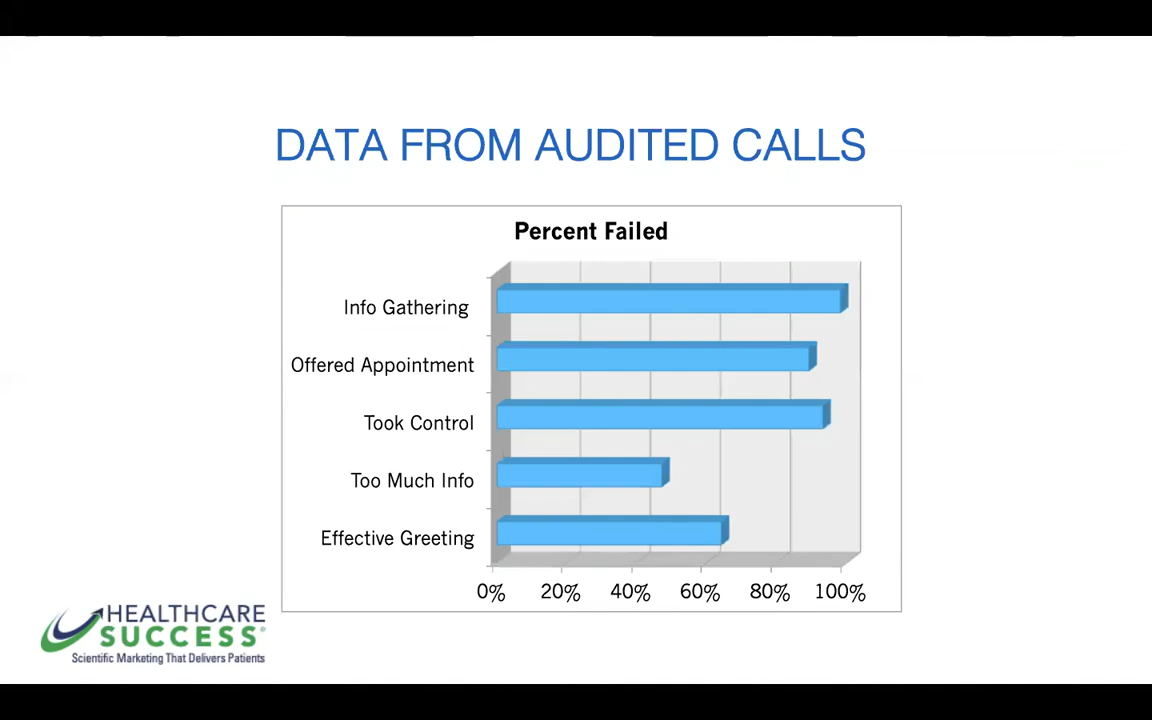 DATA FROM AUDITED CALLS
Percent Failed
Info Gathering
Offered Appointment
Took Control
Too Much Info
Effective Greeting
0% 20% 40% 60% 80% 100%
HEALTHCARE
SUCCESS®
Scientific Marketing That Delivers Patients